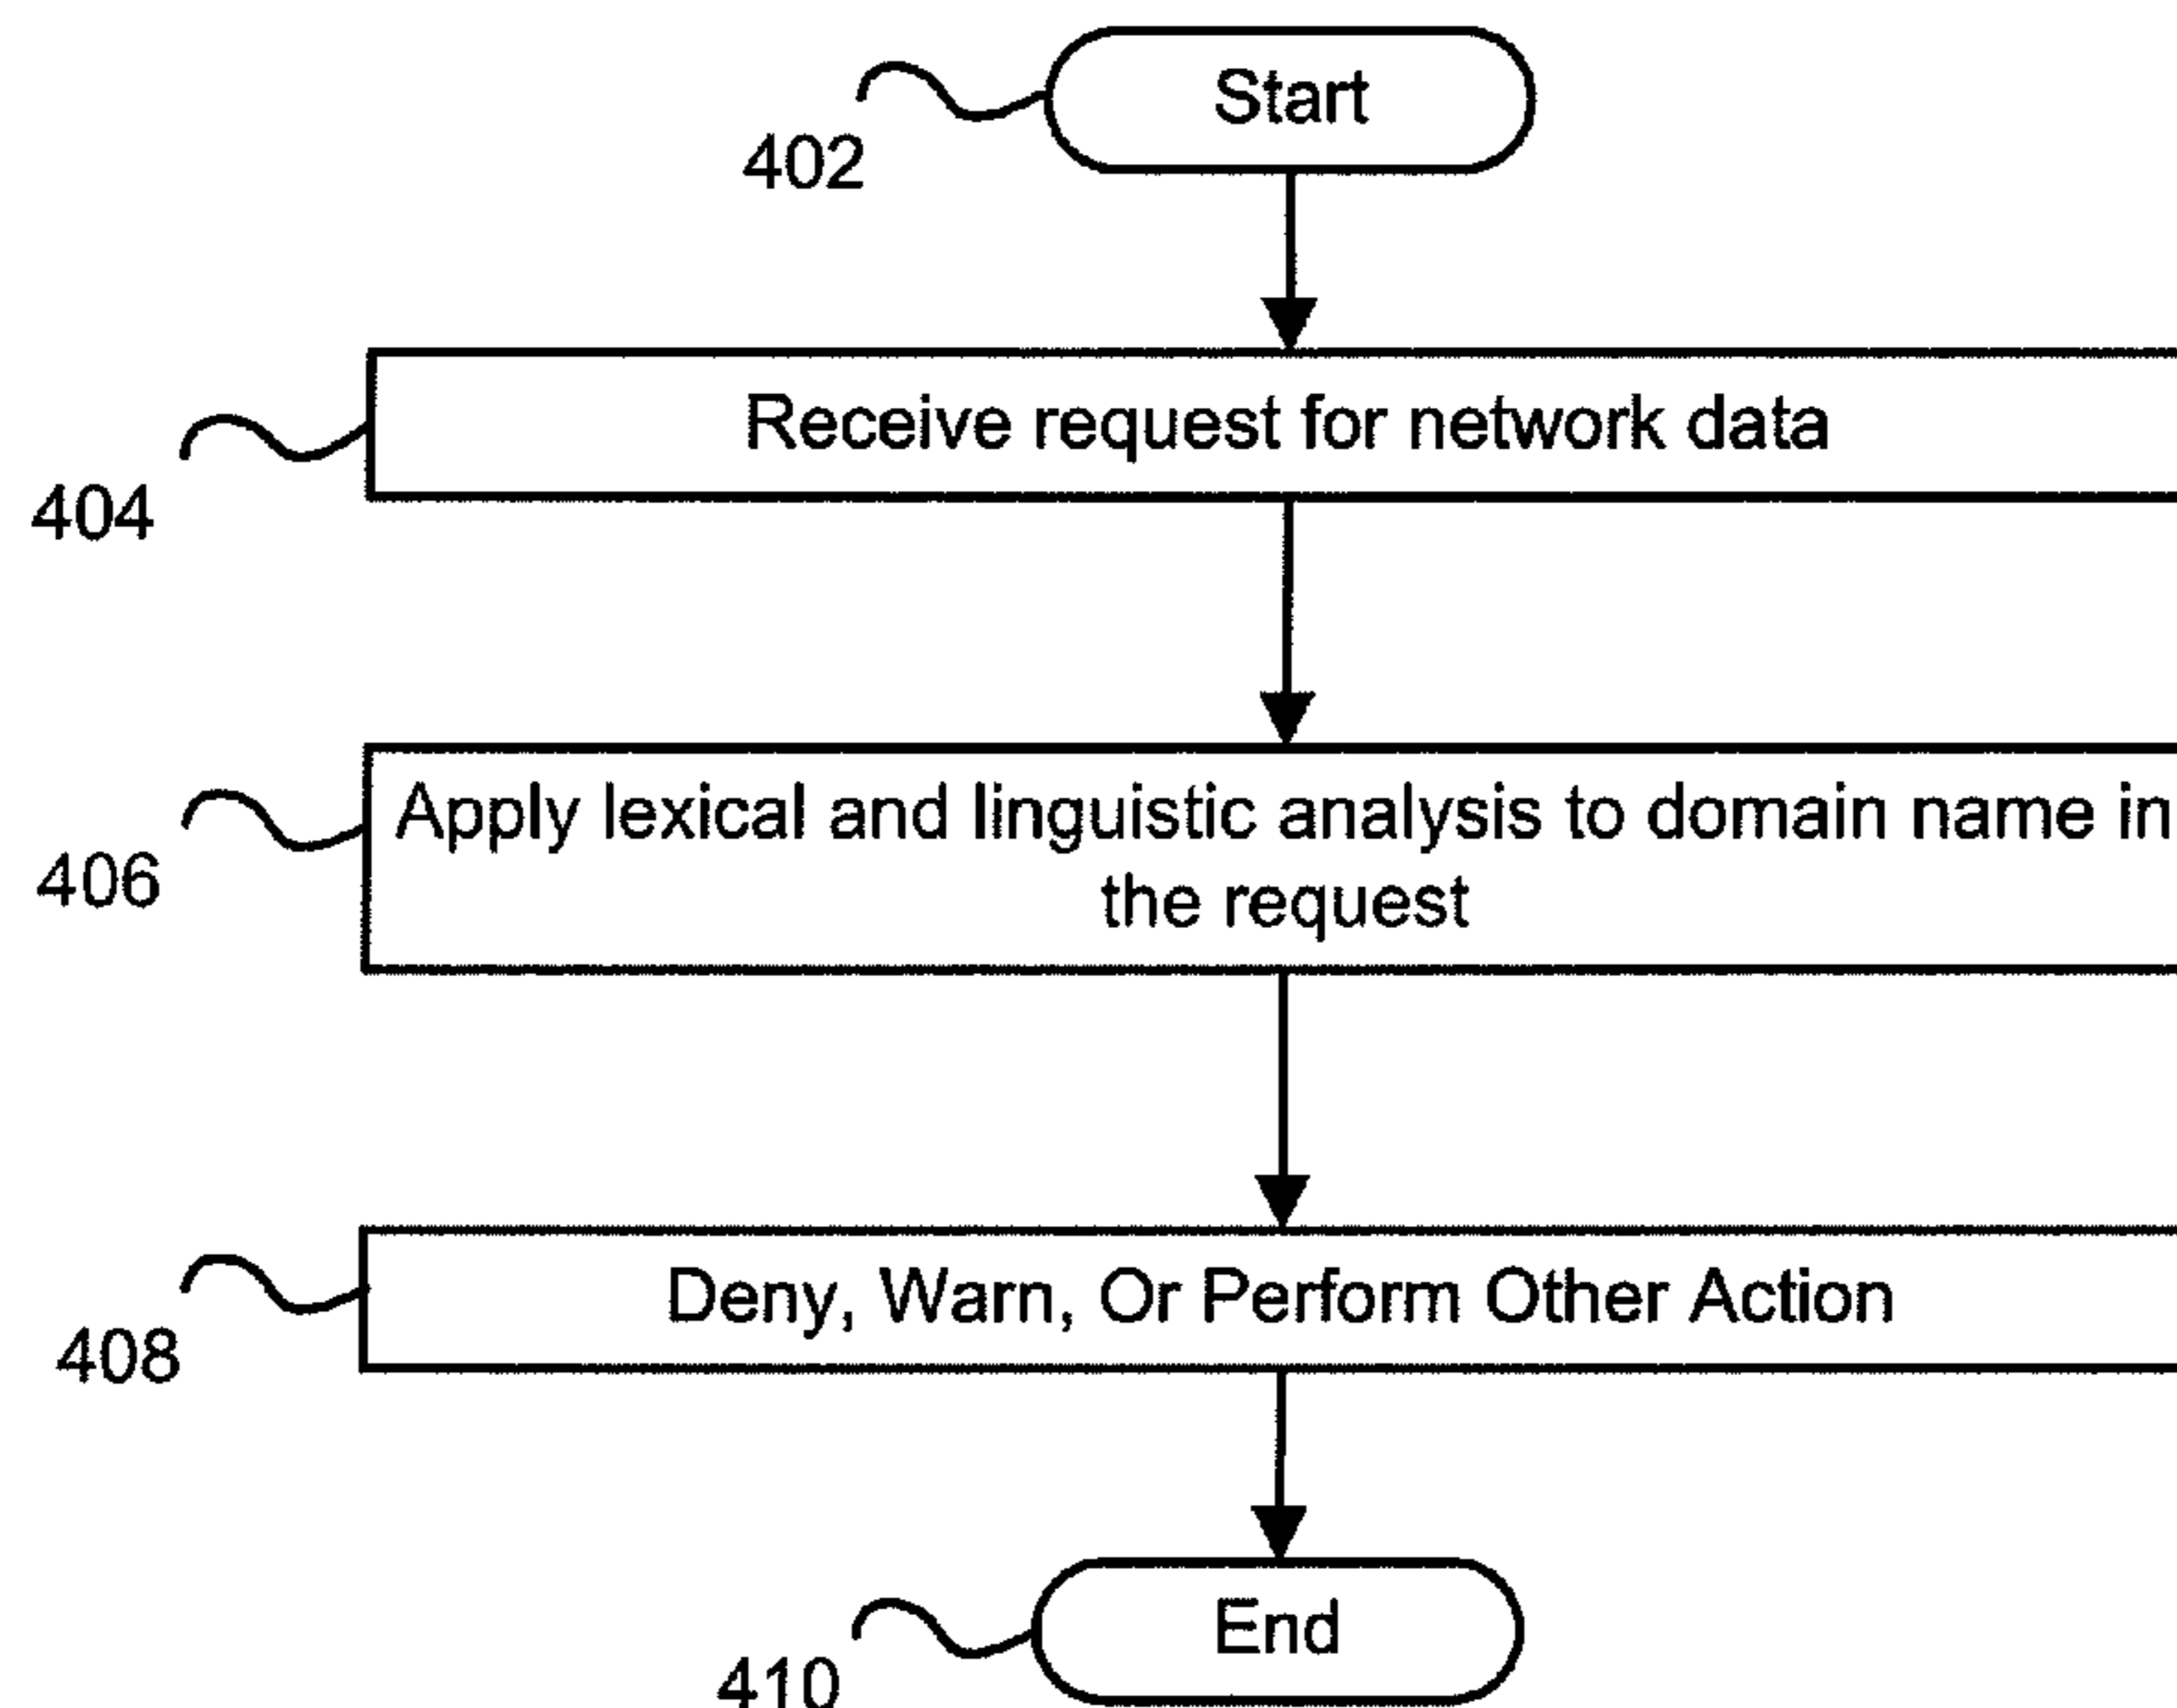 Start
402
Receive request for network data
404
Apply lexical and linguistic analysis to domain name in
the request
406
Deny, Warn, Or Perform Other Action
408
End
410